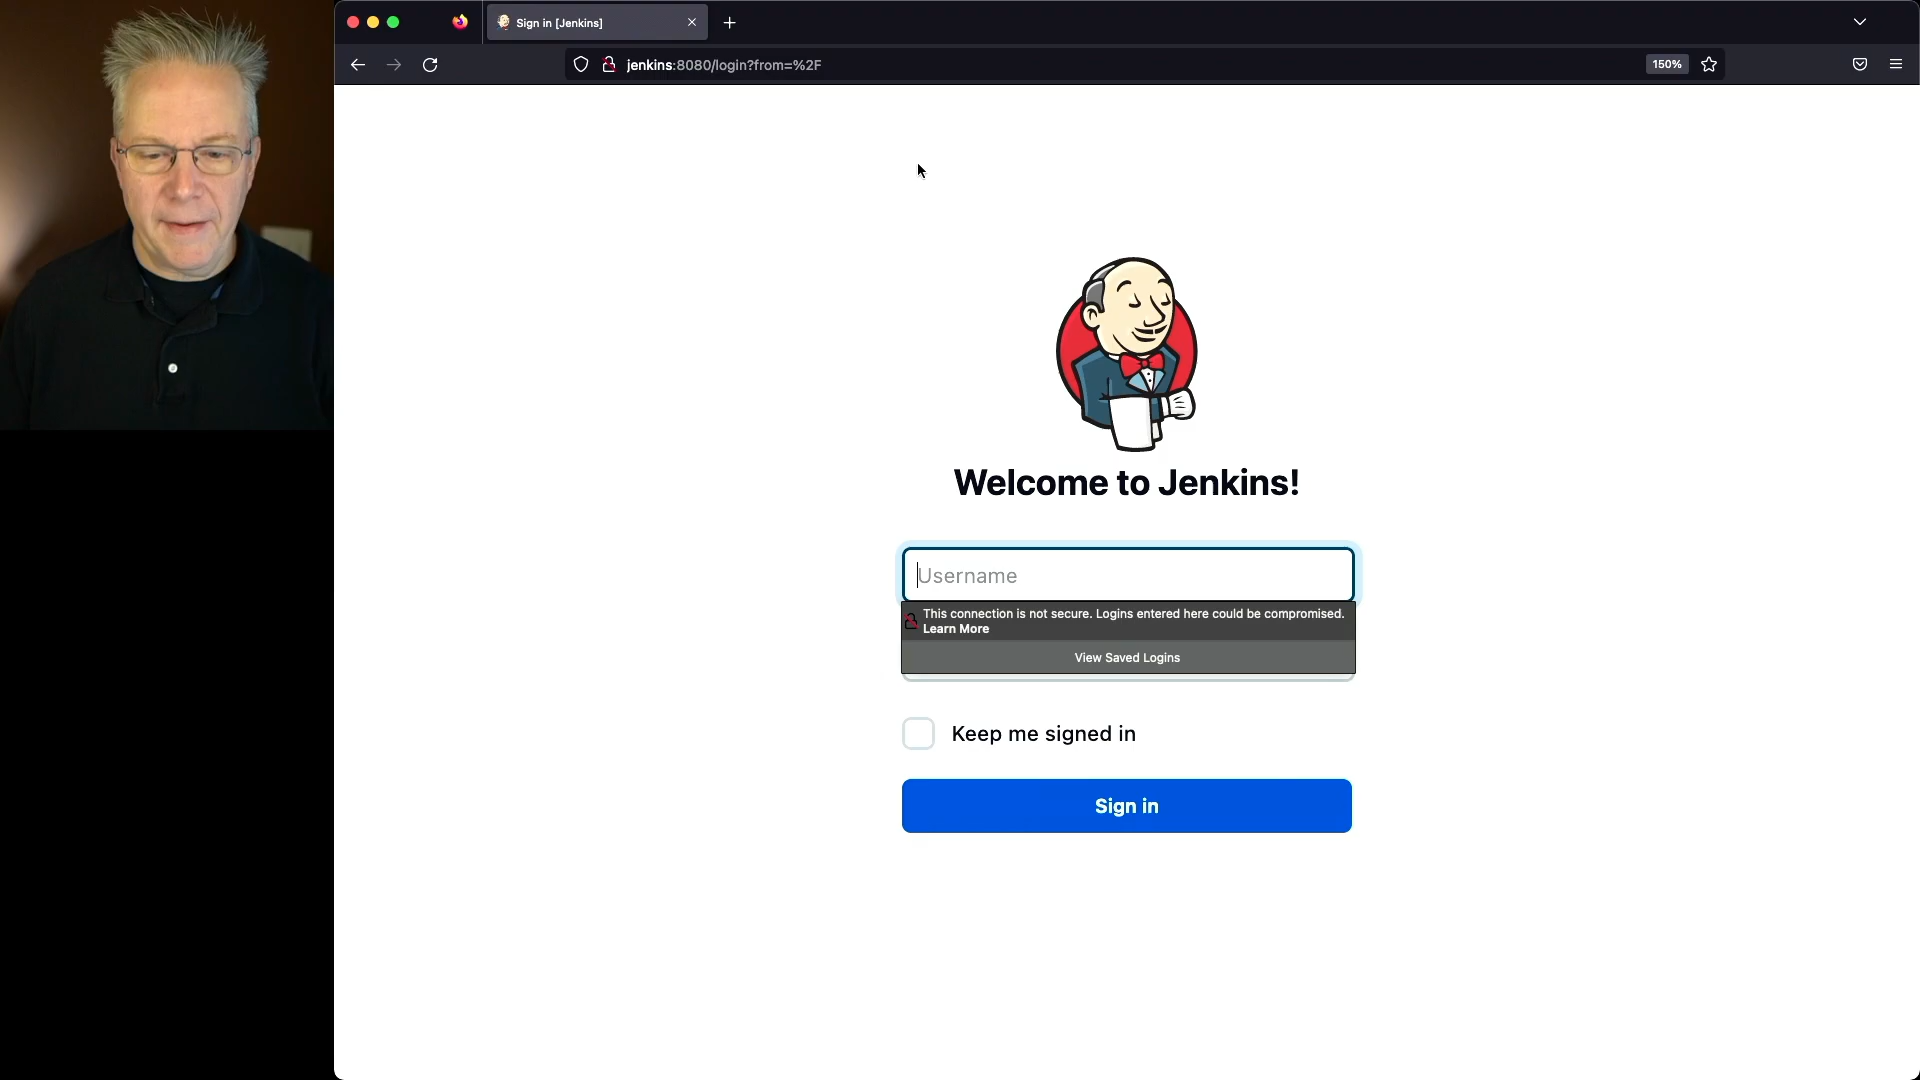 Sign in [Jenkins]
jenkins:8080/login?from=%2F
150%
Welcome to Jenkins!
Username
This connection is not secure. Logins entered here could be compromised.
Learn More
View Saved Logins
Keep me signed in
Sign in